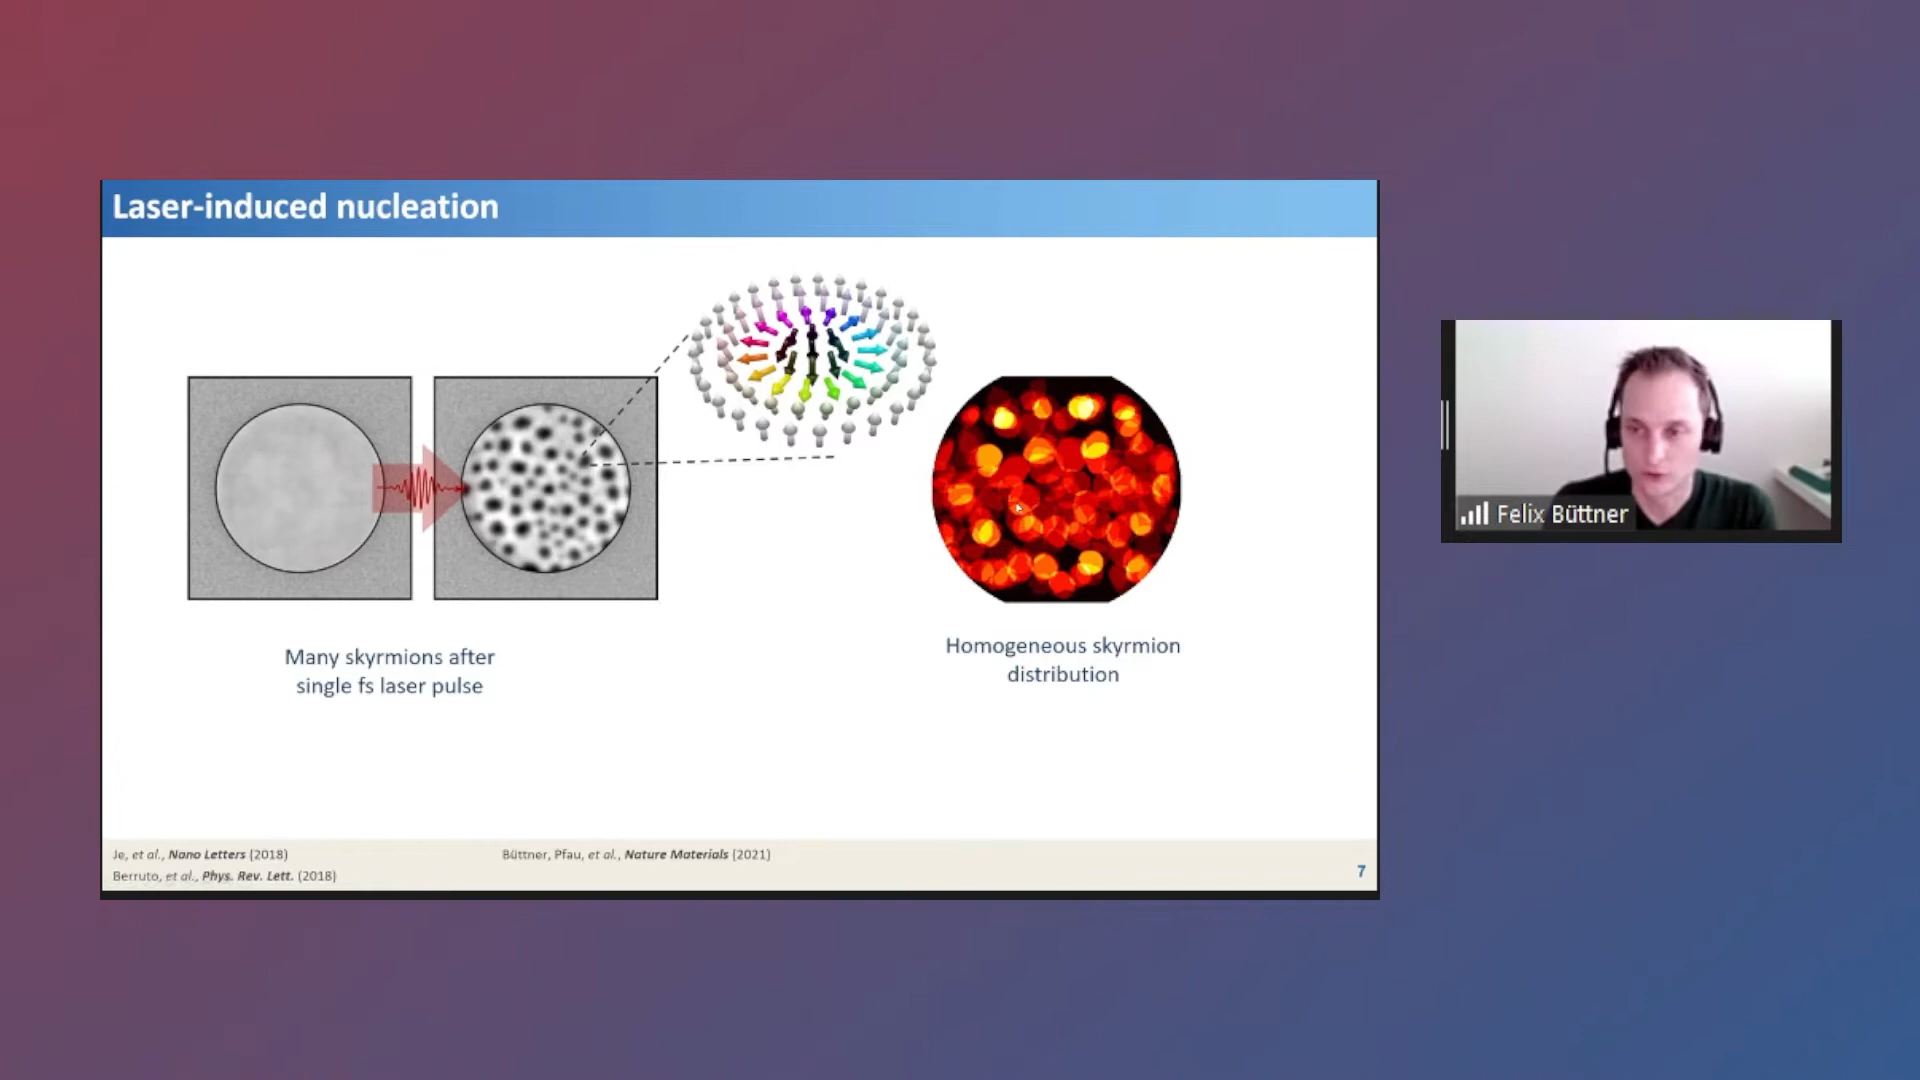 Laser-induced nucleation
Many skyrmions after
single fs laser pulse
Homogeneous skyrmion
distribution
Je, et al., Nano Letters (2018)
Berruto, et al., Phys. Rev. Lett. (2018)
Büttner, Pfau, et al., Nature Materials (2021)
7
Felix Büttner